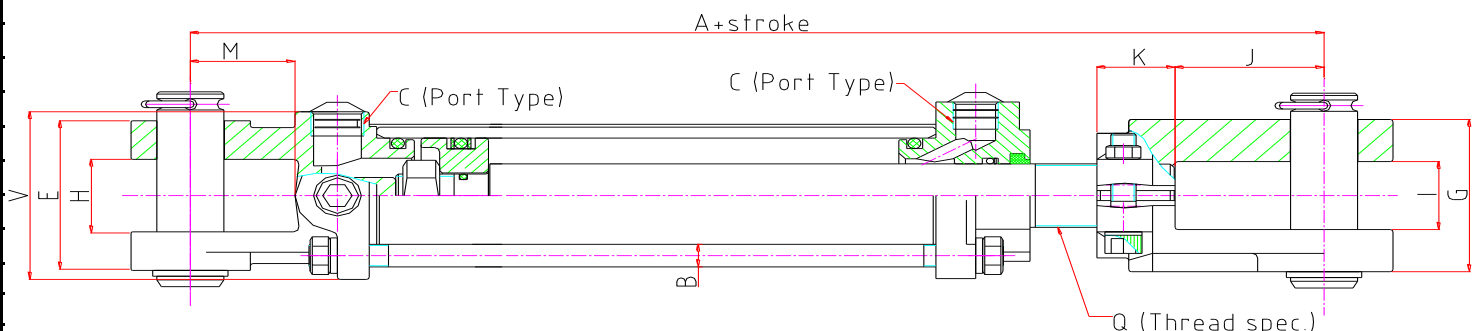 A+stroke
M
K
J
C (Port Type)
C (Port Type)
V
E
H
I
G
B
Q (Thread spec.)